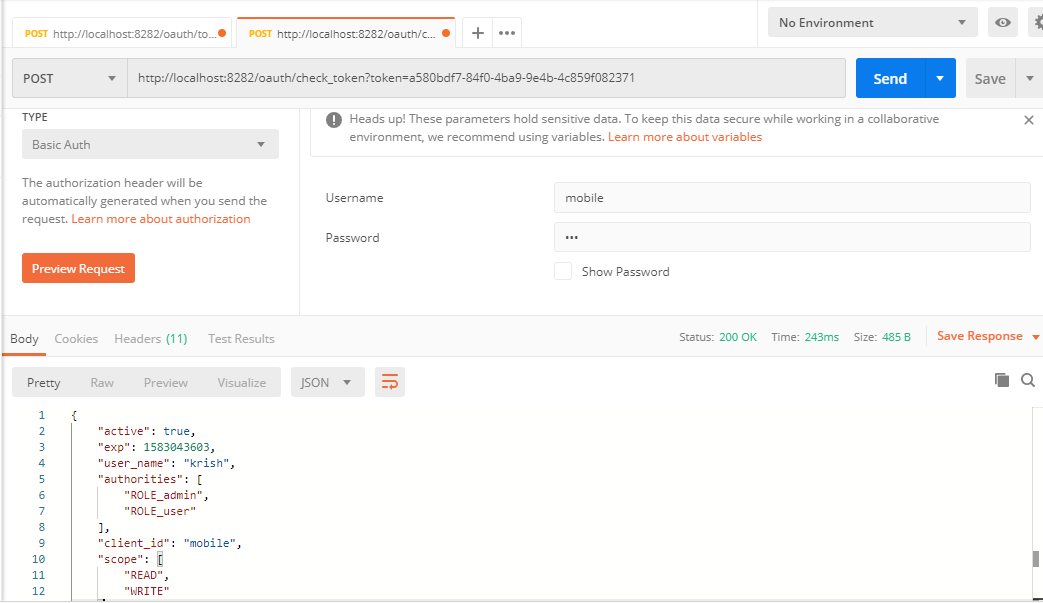 POST http://localhost:8282/oauth/to...
POST http://localhost:8282/oauth/c...
No Environment
POST
http://localhost:8282/oauth/check_token?token=a580bdf7-84f0-4ba9-9e4b-4c859f082371
Send
Save
TYPE
Basic Auth
The authorization header will be
automatically generated when you send the
request. Learn more about authorization
Preview Request
Heads up! These parameters hold sensitive data. To keep this data secure while working in a collaborative
environment, we recommend using variables. Learn more about variables
Username
mobile
Password
•••
Show Password
Body Cookies Headers (11) Test Results
Status: 200 OK Time: 243ms Size: 485 B Save Response
Pretty Raw Preview Visualize JSON
1 {
2 "active": true,
3 "exp": 1583043603,
4 "user_name": "krish",
5 "authorities": [
6 "ROLE_admin",
7 "ROLE_user"
8 ],
9 "client_id": "mobile",
10 "scope": [
11 "READ",
12 "WRITE"